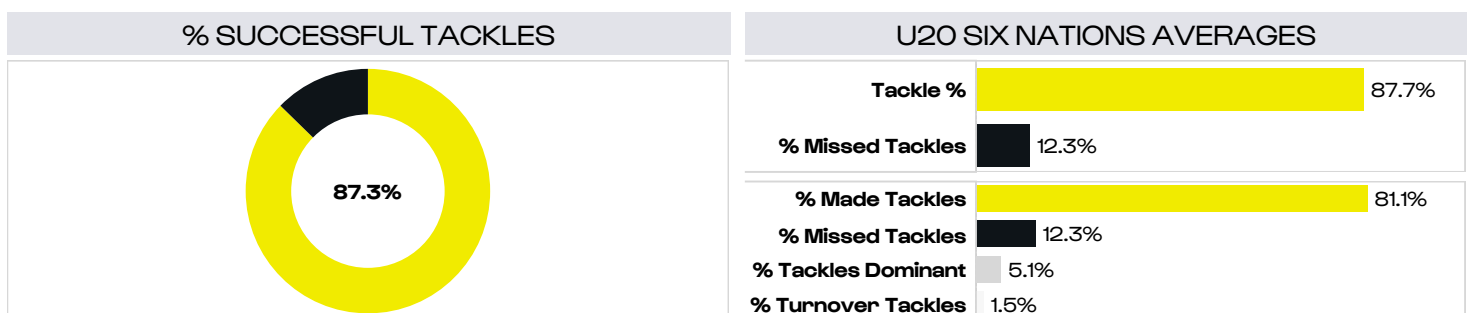 % SUCCESSFUL TACKLES
87.3%
U20 SIX NATIONS AVERAGES
Tackle % 87.7%
% Missed Tackles 12.3%
% Made Tackles 81.1%
% Missed Tackles 12.3%
% Tackles Dominant 5.1%
% Turnover Tackles 1.5%